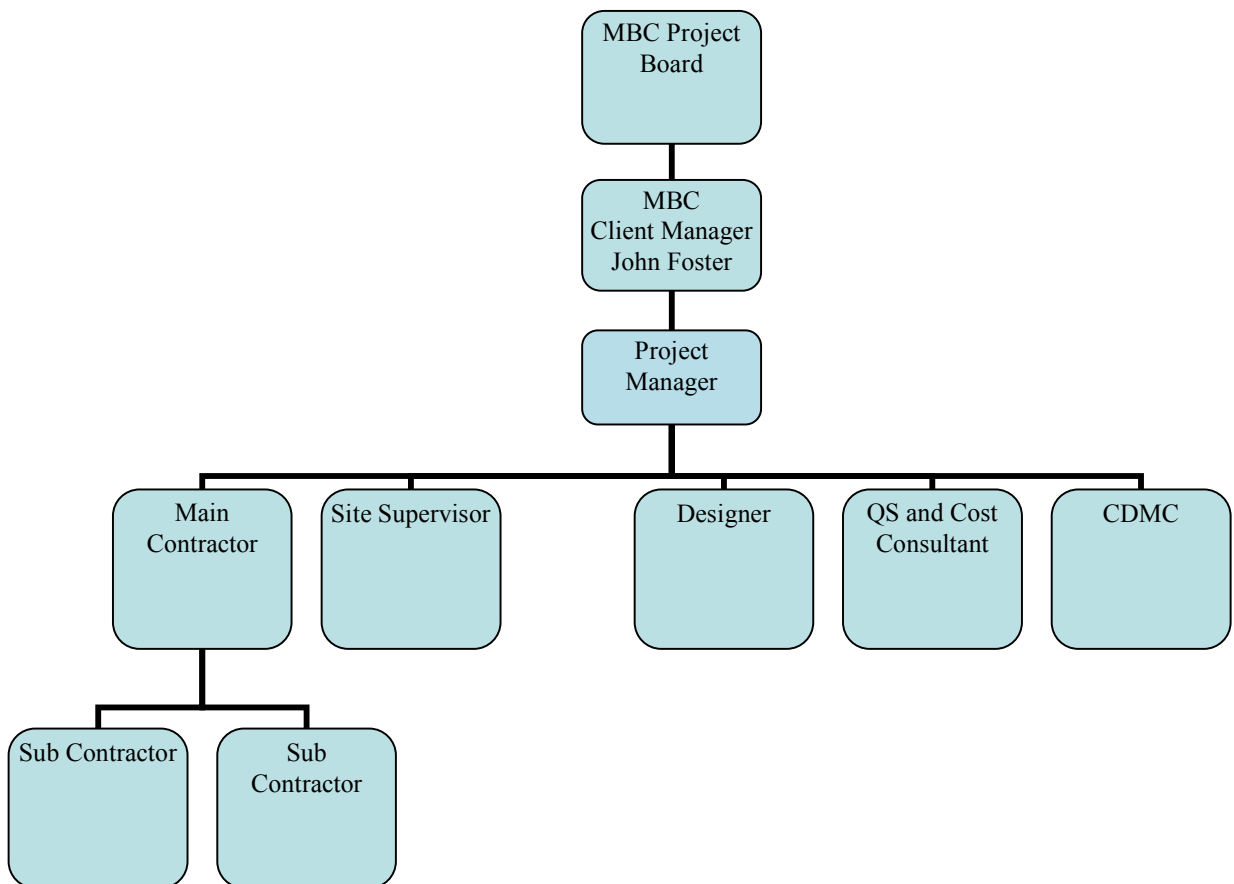 MBC Project
Board
MBC
Client Manager
John Foster
Project
Manager
Main
Contractor
Site Supervisor
Designer
QS and Cost
Consultant
CDMC
Sub Contractor
Sub
Contractor